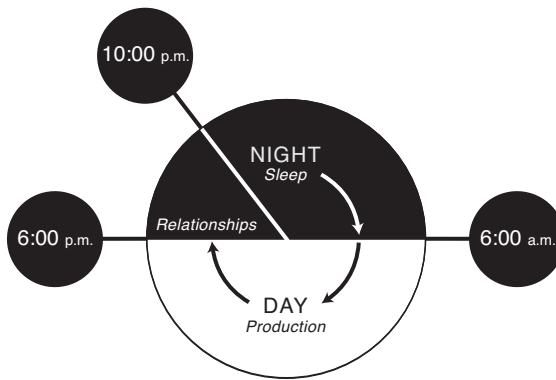 10:00 p.m.
NIGHT
Sleep
Relationships
6:00 p.m.
6:00 a.m.
DAY
Production